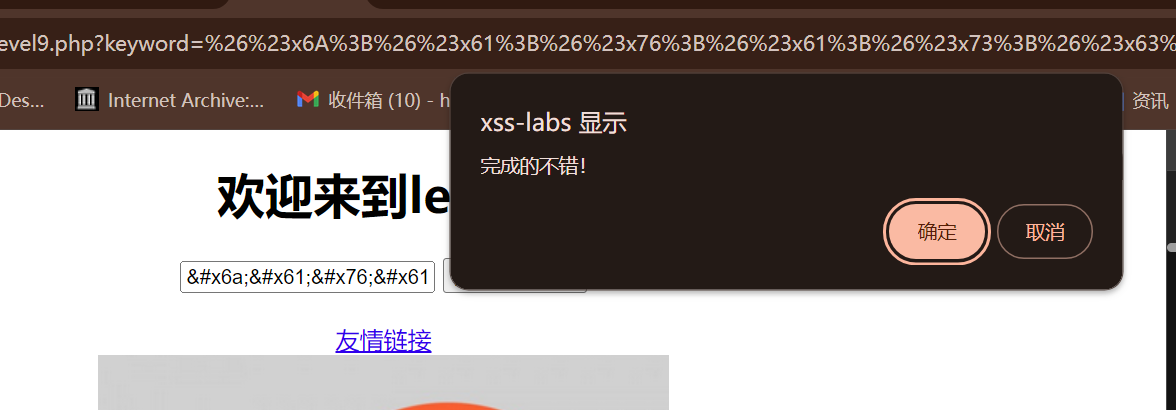 evel9.php?keyword=%26%23x6A%3B%26%23x61%3B%26%23x76%3B%26%23x61%3B%26%23x73%3B%26%23x63%
Des...
Internet Archive:...
收件箱 (10) - h
资讯
xss-labs 显示
完成的不错！
确定
取消
欢迎来到le
&#x6a;&#x61;&#x76;&#x61
友情链接